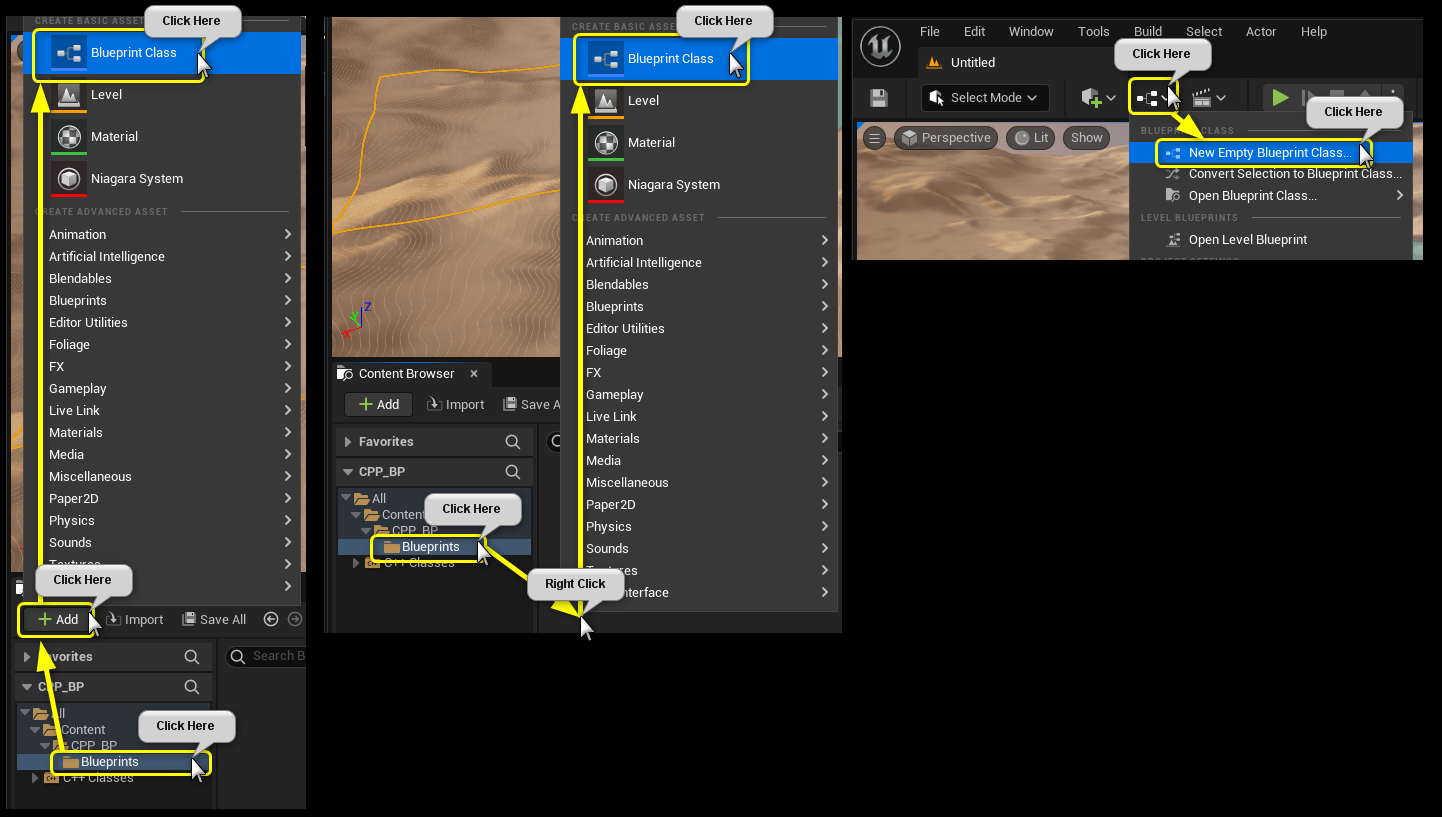 CREATE BASIC ASSET
Click Here
Blueprint Class
Level
Material
Niagara System
CREATE ADVANCED ASSET
Animation
Artificial Intelligence
Blendables
Blueprints
Editor Utilities
Foliage
FX
Gameplay
Live Link
Materials
Media
Miscellaneous
Paper2D
Physics
Sounds
Textures
Click Here
Add
Import
Save All
Favorites
Search B
CPP_BP
All
Content
Click Here
CPP_BP
Blueprints
C++ Classes
CREATE BASIC ASSE
Click Here
Blueprint Class
Level
Material
Niagara System
CREATE ADVANCED ASSET
Animation
Artificial Intelligence
Blendables
Blueprints
Editor Utilities
Foliage
FX
Gameplay
Live Link
Materials
Media
Miscellaneous
Paper2D
Physics
Sounds
Textures
nterface
Z
Y
X
Content Browser
Add
Import
Save A
Favorites
CPP_BP
All
Content
Click Here
CPP_BP
Blueprints
C++ Classes
Right Click
File Edit Window Tools Build Select Actor Help
Click Here
Untitled
Select Mode
Click Here
Perspective
Lit
Show
BLUEPRINT CLASS
New Empty Blueprint Class...
Convert Selection to Blueprint Class...
Open Blueprint Class...
LEVEL BLUEPRINTS
Open Level Blueprint
PROJECT SETTINGS